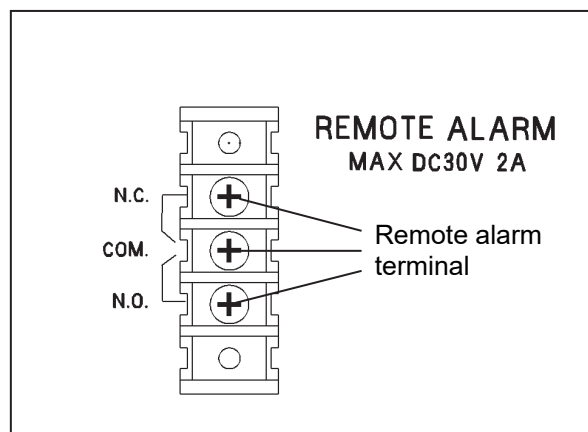 REMOTE ALARM
MAX DC30V 2A
N.C.
COM.
N.O.
Remote alarm
terminal